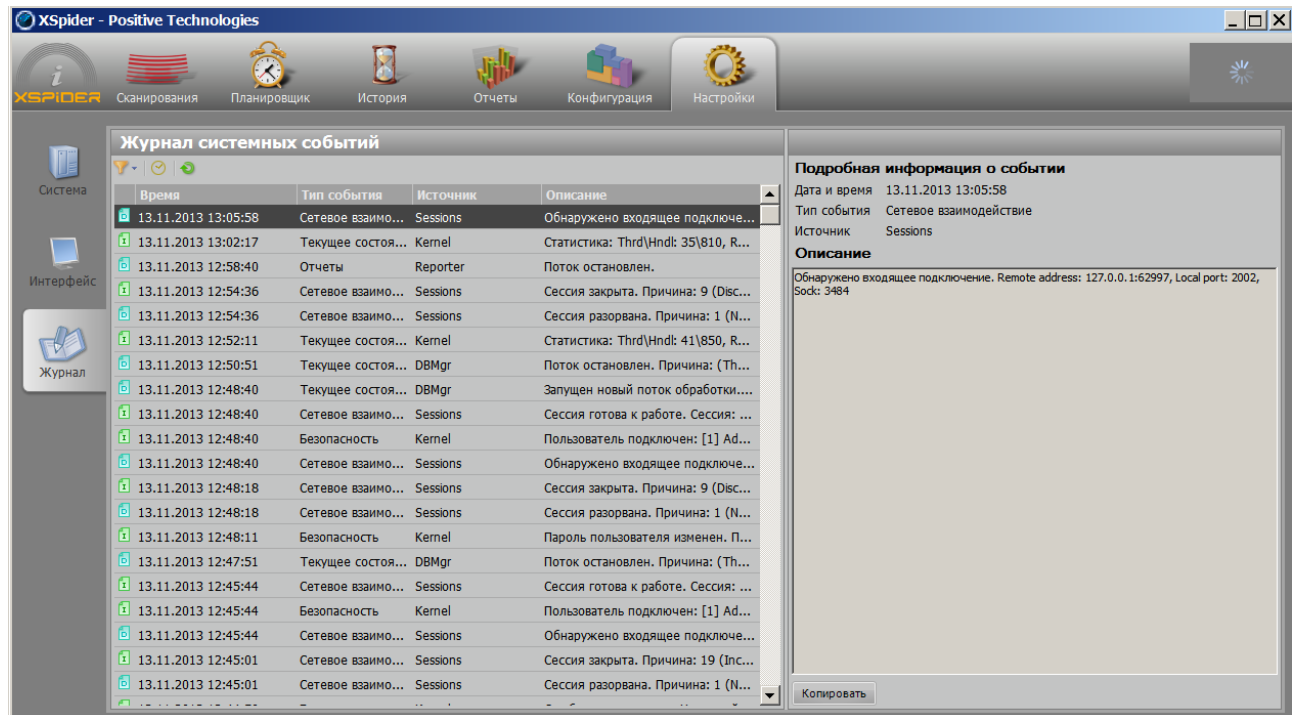 XSpider - Positive Technologies
i
XSPiDER
Сканирования Планировщик История Отчеты Конфигурация Настройки
Система
Интерфейс
Журнал
Журнал системных событий
Время Тип события Источник Описание
D 13.11.2013 13:05:58 Сетевое взаимо... Sessions Обнаружено входящее подключе...
I 13.11.2013 13:02:17 Текущее состоя... Kernel Статистика: Thrd\Hndl: 35\810, R...
D 13.11.2013 12:58:40 Отчеты Reporter Поток остановлен.
I 13.11.2013 12:54:36 Сетевое взаимо... Sessions Сессия закрыта. Причина: 9 (Disc...
D 13.11.2013 12:54:36 Сетевое взаимо... Sessions Сессия разорвана. Причина: 1 (N...
I 13.11.2013 12:52:11 Текущее состоя... Kernel Статистика: Thrd\Hndl: 41\850, R...
D 13.11.2013 12:50:51 Текущее состоя... DBMgr Поток остановлен. Причина: (Th...
D 13.11.2013 12:48:40 Текущее состоя... DBMgr Запущен новый поток обработки....
I 13.11.2013 12:48:40 Сетевое взаимо... Sessions Сессия готова к работе. Сессия: ...
I 13.11.2013 12:48:40 Безопасность Kernel Пользователь подключен: [1] Ad...
D 13.11.2013 12:48:40 Сетевое взаимо... Sessions Обнаружено входящее подключе...
I 13.11.2013 12:48:18 Сетевое взаимо... Sessions Сессия закрыта. Причина: 9 (Disc...
D 13.11.2013 12:48:18 Сетевое взаимо... Sessions Сессия разорвана. Причина: 1 (N...
I 13.11.2013 12:48:11 Безопасность Kernel Пароль пользователя изменен. П...
D 13.11.2013 12:47:51 Текущее состоя... DBMgr Поток остановлен. Причина: (Th...
I 13.11.2013 12:45:44 Сетевое взаимо... Sessions Сессия готова к работе. Сессия: ...
I 13.11.2013 12:45:44 Безопасность Kernel Пользователь подключен: [1] Ad...
D 13.11.2013 12:45:44 Сетевое взаимо... Sessions Обнаружено входящее подключе...
I 13.11.2013 12:45:01 Сетевое взаимо... Sessions Сессия закрыта. Причина: 19 (Inc...
D 13.11.2013 12:45:01 Сетевое взаимо... Sessions Сессия разорвана. Причина: 1 (N...
Подробная информация о событии
Дата и время 13.11.2013 13:05:58
Тип события Сетевое взаимодействие
Источник Sessions
Описание
Обнаружено входящее подключение. Remote address: 127.0.0.1:62997, Local port: 2002,
Sock: 3484
Копировать